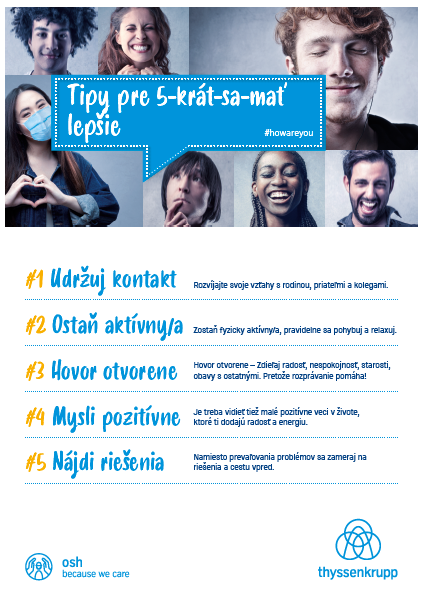 Tipy pre 5-krát-sa-mať
lepšie
#howareyou
#1 Udržuj kontakt
Rozvíjajte svoje vzťahy s rodinou, priateľmi a kolegami.
#2 Ostaň aktívny/a
Zostaň fyzicky aktívny/a, pravidelne sa pohybuj a relaxuj.
#3 Hovor otvorene
Hovor otvorene – Zdieľaj radosť, nespokojnosť, starosti,
obavy s ostatnými. Pretože rozprávanie pomáha!
#4 Mysli pozitívne
Je treba vidieť tiež malé pozitívne veci v živote,
ktoré ti dodajú radosť a energiu.
#5 Nájdi riešenia
Namiesto prevaľovania problémov sa zameraj na
riešenia a cestu vpred.
osh
because we care
thyssenkrupp